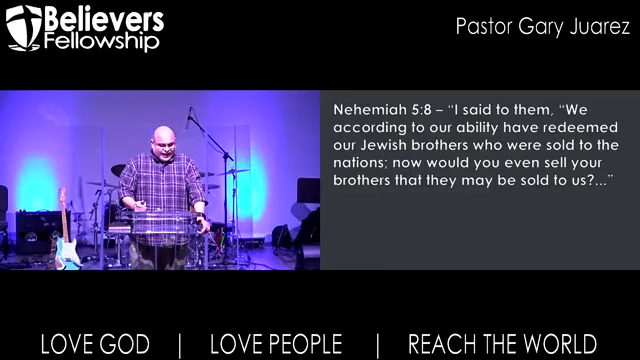 Believers
Fellowship
Pastor Gary Juarez
Nehemiah 5:8 – “I said to them, “We
according to our ability have redeemed
our Jewish brothers who were sold to the
nations; now would you even sell your
brothers that they may be sold to us?...”
LOVE GOD | LOVE PEOPLE | REACH THE WORLD